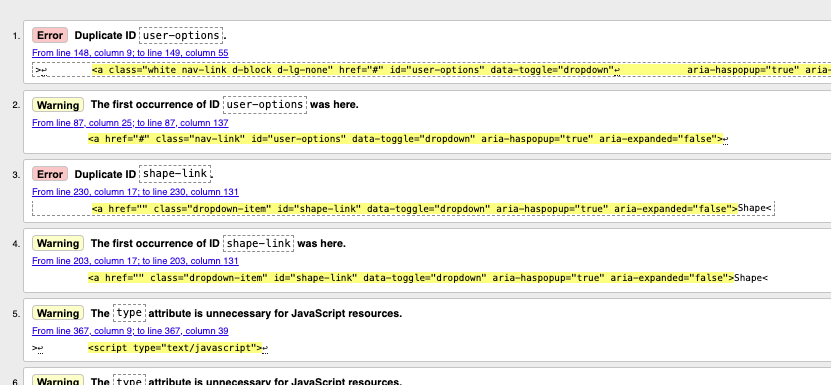 1. Error Duplicate ID user-options.
From line 148, column 9; to line 149, column 55
>↩ <a class="white nav-link d-block d-lg-none" href="#" id="user-options" data-toggle="dropdown"↩ aria-haspopup="true" aria-
2. Warning The first occurrence of ID user-options was here.
From line 87, column 25; to line 87, column 137
<a href="#" class="nav-link" id="user-options" data-toggle="dropdown" aria-haspopup="true" aria-expanded="false">↩
3. Error Duplicate ID shape-link.
From line 230, column 17; to line 230, column 131
<a href="" class="dropdown-item" id="shape-link" data-toggle="dropdown" aria-haspopup="true" aria-expanded="false">Shape<
4. Warning The first occurrence of ID shape-link was here.
From line 203, column 17; to line 203, column 131
<a href="" class="dropdown-item" id="shape-link" data-toggle="dropdown" aria-haspopup="true" aria-expanded="false">Shape<
5. Warning The type attribute is unnecessary for JavaScript resources.
From line 367, column 9; to line 367, column 39
>↩ <script type="text/javascript">↩
6. Warning The type attribute is unnecessary for JavaScript resources.